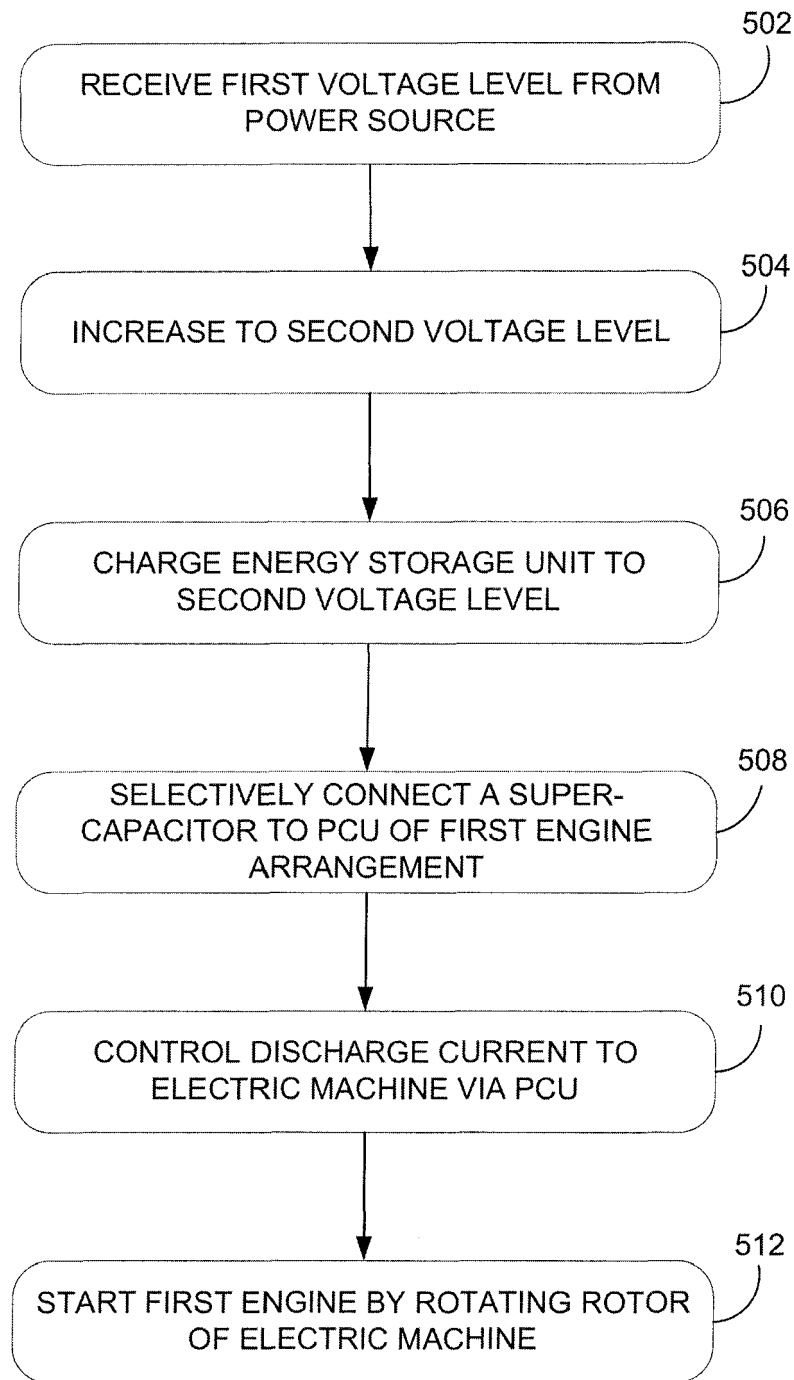 502
RECEIVE FIRST VOLTAGE LEVEL FROM
POWER SOURCE
504
INCREASE TO SECOND VOLTAGE LEVEL
506
CHARGE ENERGY STORAGE UNIT TO
SECOND VOLTAGE LEVEL
508
SELECTIVELY CONNECT A SUPER-
CAPACITOR TO PCU OF FIRST ENGINE
ARRANGEMENT
510
CONTROL DISCHARGE CURRENT TO
ELECTRIC MACHINE VIA PCU
512
START FIRST ENGINE BY ROTATING ROTOR
OF ELECTRIC MACHINE